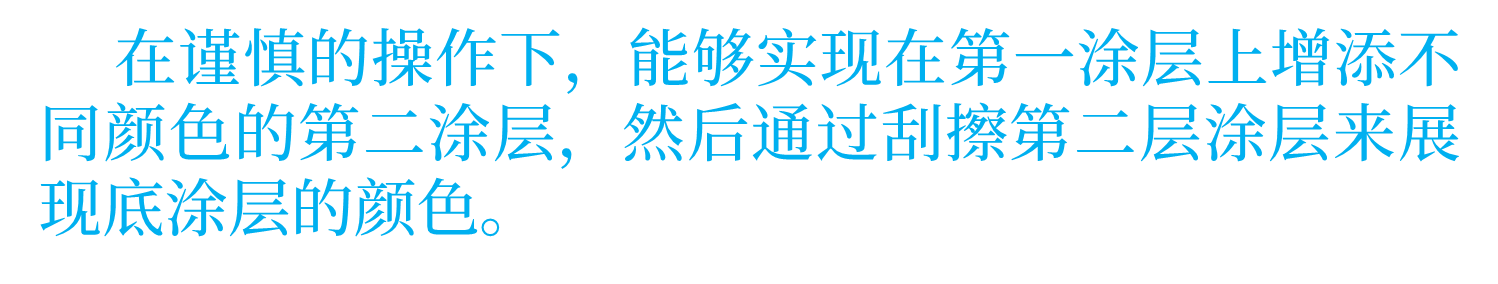 在谨慎的操作下，能够实现在第一涂层上增添不
同颜色的第二涂层，然后通过刮擦第二层涂层来展
现底涂层的颜色。